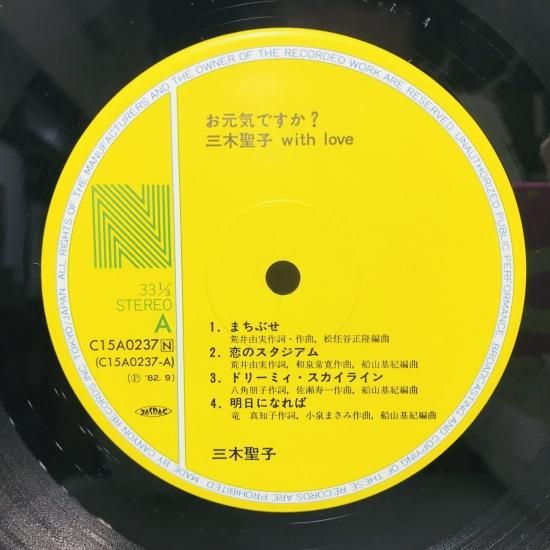 ALL RIGHTS OF THE MANUFACTURERS AND THE OWNER OF THE RECORDED WORK ARE RESERVED. UNAUTHORIZED PUBLIC PERFORMANCE, BROADCASTING AND COPYING OF THESE RECORDS ARE PROHIBITED
MADE BY CANYON RECORDS INC. TOKYO JAPAN
お元気ですか?
三木聖子 with love
N
33 1/3
STEREO
A
C15A0237 N
(C15A0237-A)
(Ⓟ '82. 9)
1. まちぶせ
荒井由実作詞・作曲, 松任谷正隆編曲
2. 恋のスタジアム
荒井由実作詞, 和泉常寛作曲, 船山基紀編曲
3. ドリーミィ・スカイライン
八角朋子作詞, 佐瀬寿一作曲, 船山基紀編曲
4. 明日になれば
竜 真知子作詞, 小泉まさみ作曲, 船山基紀編曲
三木聖子